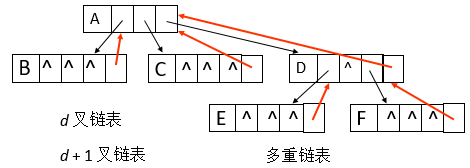 A
B ^ ^ ^ C ^ ^ ^ D ^
E ^ ^ ^ F ^ ^ ^
d 叉链表
d + 1 叉链表 多重链表